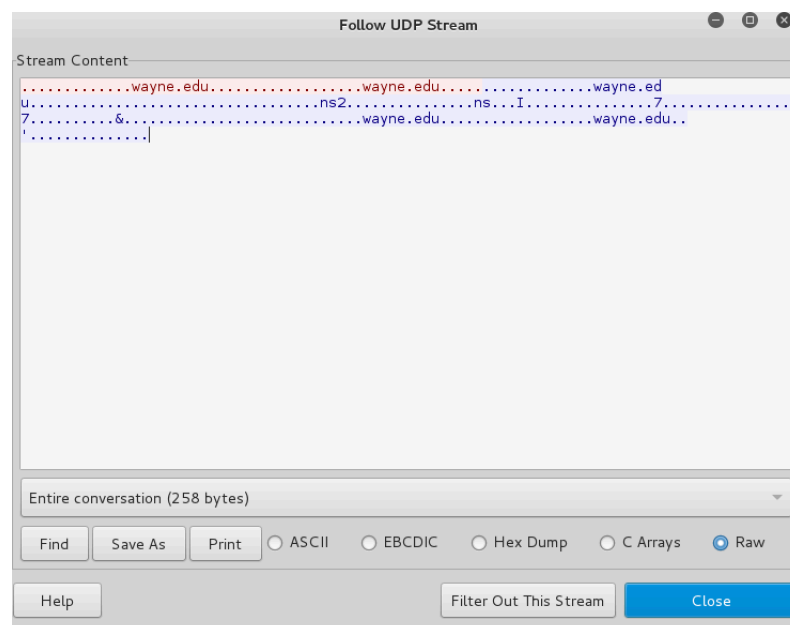 Follow UDP Stream
Stream Content
.............wayne.edu..................wayne.edu..................wayne.ed
u..................................ns2...............ns...I...............7...............
7..........&............................wayne.edu..................wayne.edu..
'..............
Entire conversation (258 bytes)
Find Save As Print ASCII EBCDIC Hex Dump C Arrays Raw
Help Filter Out This Stream Close